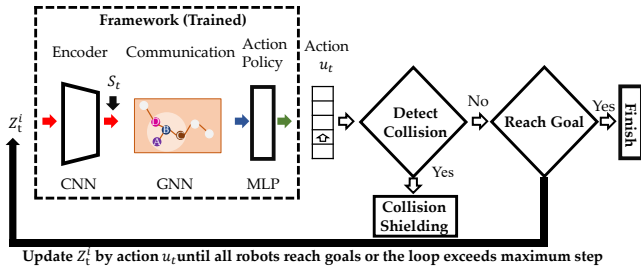 Framework (Trained)
Encoder
Communication
Action
Policy
Action
u_t
S_t
Z_t^i
D
B
A
C
CNN
GNN
MLP
Detect
Collision
No
Reach Goal
Yes
Finish
Yes
Collision
Shielding
Update Z_t^i by action u_t until all robots reach goals or the loop exceeds maximum step